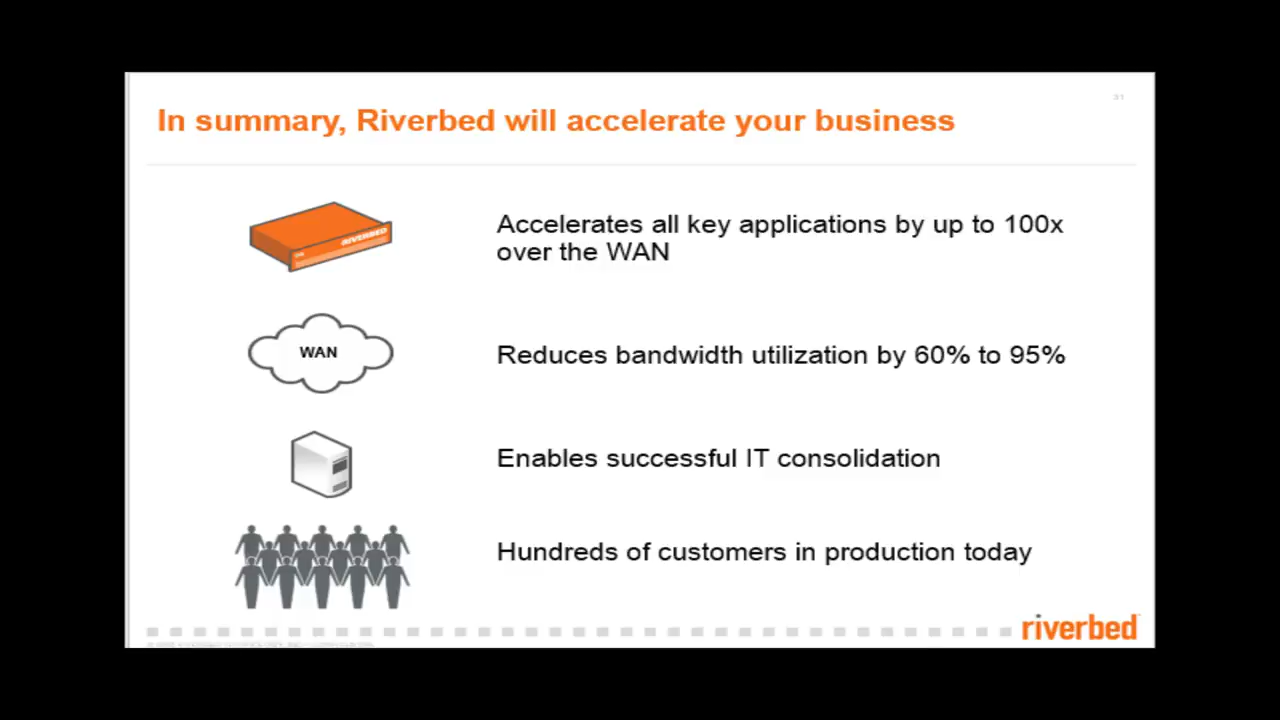 31
In summary, Riverbed will accelerate your business
RIVERBED
Accelerates all key applications by up to 100x
over the WAN
WAN
Reduces bandwidth utilization by 60% to 95%
Enables successful IT consolidation
Hundreds of customers in production today
riverbed